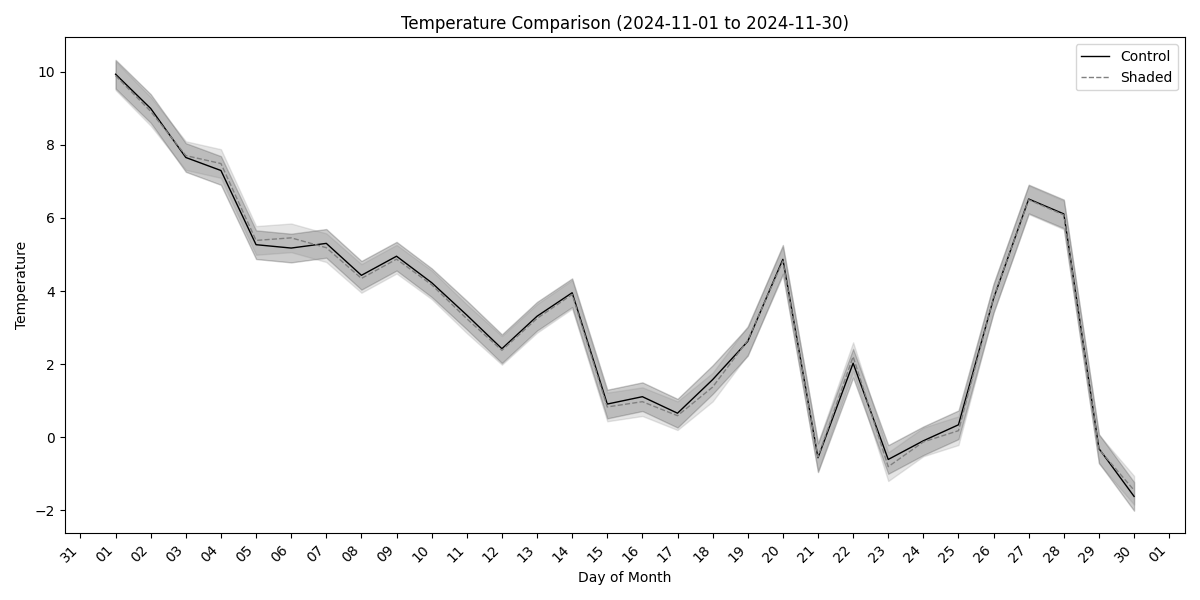 Temperature Comparison (2024-11-01 to 2024-11-30)
Control
Shaded
Temperature
10
8
6
4
2
0
−2
31 01 02 03 04 05 06 07 08 09 10 11 12 13 14 15 16 17 18 19 20 21 22 23 24 25 26 27 28 29 30 01
Day of Month